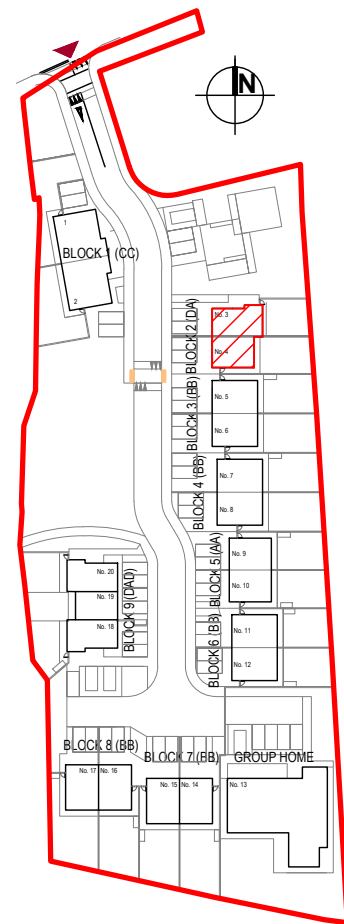 N
1
BLOCK 1 (CC)
2
BLOCK 2 (DA)
No. 3
No. 4
BLOCK 3 (BB)
No. 5
No. 6
BLOCK 4 (BB)
No. 7
No. 8
BLOCK 5 (AA)
No. 9
No. 10
BLOCK 6 (BB)
No. 11
No. 12
No. 20
No. 19
No. 18
BLOCK 9 (DAD)
BLOCK 8 (BB)
No. 17
No. 16
BLOCK 7 (BB)
No. 15
No. 14
GROUP HOME
No. 13